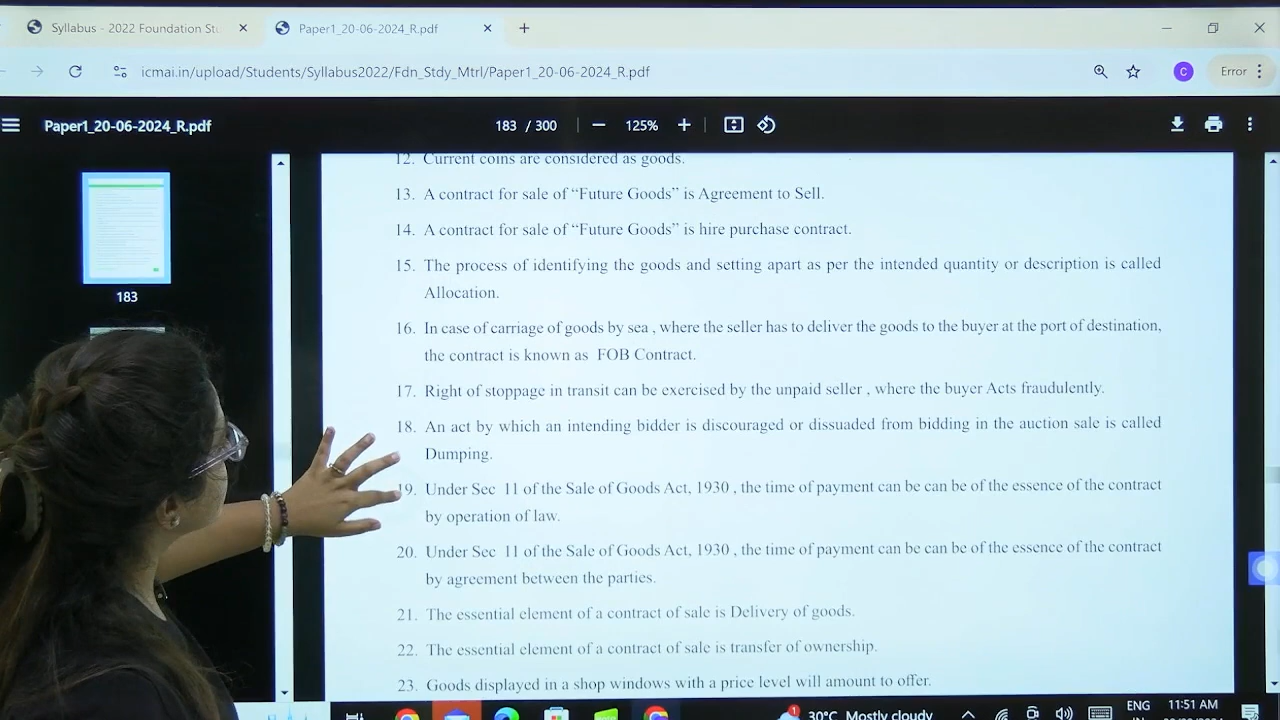 Syllabus - 2022 Foundation Stu
Paper1_20-06-2024_R.pdf
icmai.in/upload/Students/Syllabus2022/Fdn_Stdy_Mtrl/Paper1_20-06-2024_R.pdf
C
Error
Paper1_20-06-2024_R.pdf
183 / 300
125%
183
12. Current coins are considered as goods.
13. A contract for sale of “Future Goods” is Agreement to Sell.
14. A contract for sale of “Future Goods” is hire purchase contract.
15. The process of identifying the goods and setting apart as per the intended quantity or description is called
Allocation.
16. In case of carriage of goods by sea , where the seller has to deliver the goods to the buyer at the port of destination,
the contract is known as FOB Contract.
17. Right of stoppage in transit can be exercised by the unpaid seller , where the buyer Acts fraudulently.
18. An act by which an intending bidder is discouraged or dissuaded from bidding in the auction sale is called
Dumping.
19. Under Sec 11 of the Sale of Goods Act, 1930 , the time of payment can be can be of the essence of the contract
by operation of law.
20. Under Sec 11 of the Sale of Goods Act, 1930 , the time of payment can be can be of the essence of the contract
by agreement between the parties.
21. The essential element of a contract of sale is Delivery of goods.
22. The essential element of a contract of sale is transfer of ownership.
23. Goods displayed in a shop windows with a price level will amount to offer.
1
30°C Mostly cloudy
ENG
11:51 AM